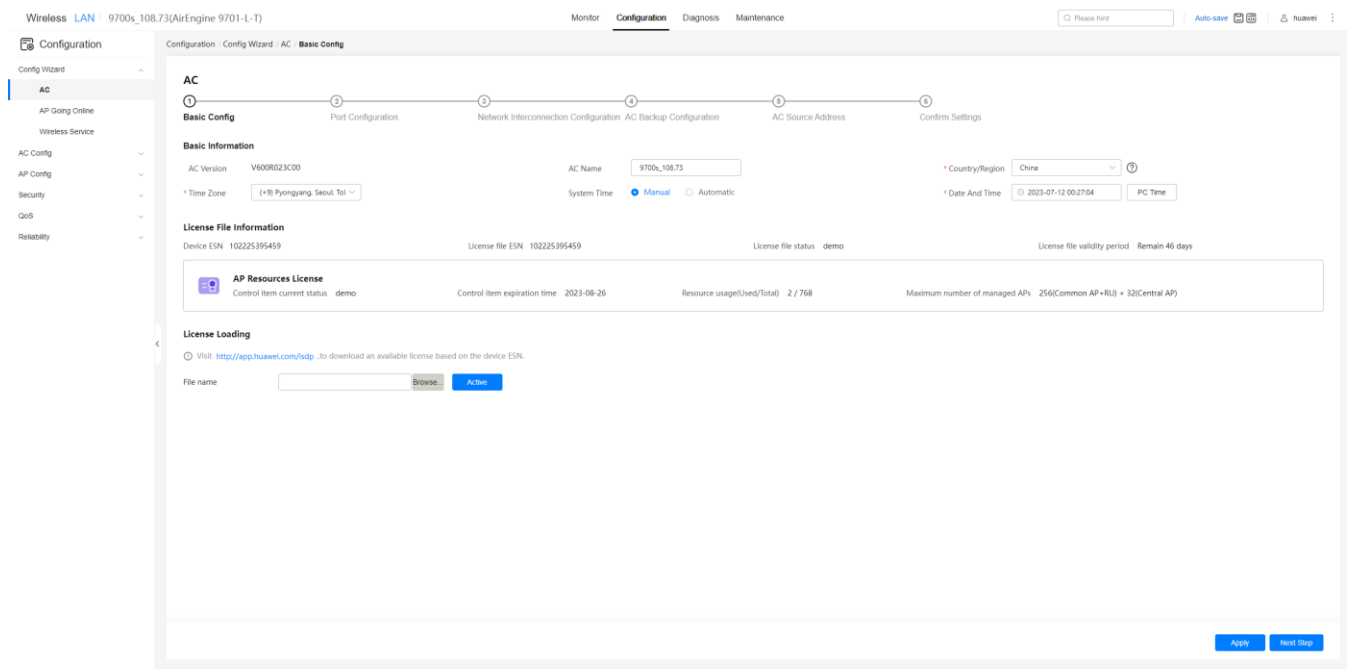 Wireless LAN 9700s_108.73(AirEngine 9701-L-T) Monitor Configuration Diagnosis Maintenance Please hint Auto-save huawei
Configuration
Configuration / Config Wizard / AC / Basic Config
Config Wizard
AC
AP Going Online
Wireless Service
AC Config
AP Config
Security
QoS
Reliability
AC
1 2 3 4 5 6
Basic Config Port Configuration Network Interconnection Configuration AC Backup Configuration AC Source Address Confirm Settings
Basic Information
AC Version V600R023C00 AC Name 9700s_108.73 * Country/Region China
* Time Zone (+9) Pyongyang, Seoul, Tol System Time Manual Automatic * Date And Time 2023-07-12 00:27:04 PC Time
License File Information
Device ESN 102225395459 License file ESN 102225395459 License file status demo License file validity period Remain 46 days
AP Resources License
Control item current status demo Control item expiration time 2023-08-26 Resource usage(Used/Total) 2 / 768 Maximum number of managed APs 256(Common AP+RU) + 32(Central AP)
License Loading
Visit http://app.huawei.com/isdp ,to download an available license based on the device ESN.
File name Browse... Active
Apply Next Step